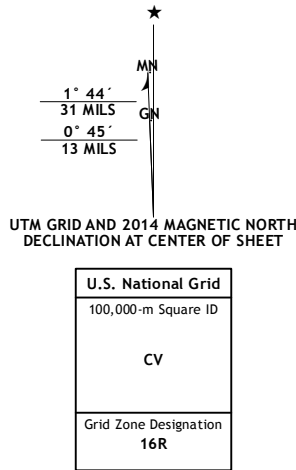 MN
1° 44´
31 MILS
GN
0° 45´
13 MILS
UTM GRID AND 2014 MAGNETIC NORTH
DECLINATION AT CENTER OF SHEET
U.S. National Grid
100,000-m Square ID
CV
Grid Zone Designation
16R